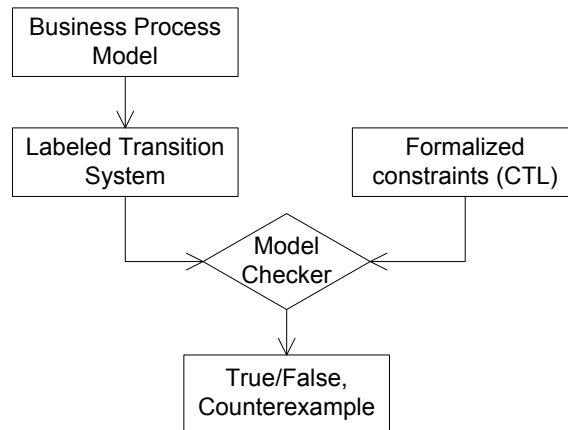 Business Process
Model
Labeled Transition
System
Formalized
constraints (CTL)
Model
Checker
True/False,
Counterexample